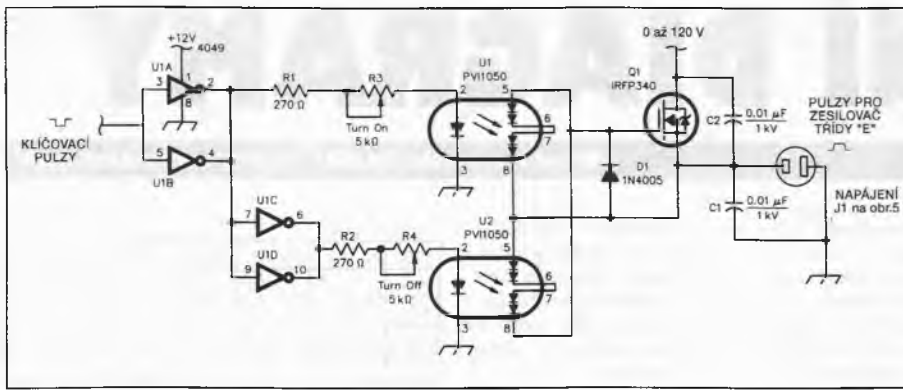 +12V
4049
U1A
3
1
2
8
KLÍČOVACÍ
PULZY
5
4
U1B
U1C
7
6
U1D
9
10
R1
270 Ω
R3
Turn On
5 kΩ
R2
270 Ω
R4
Turn Off
5 kΩ
U1
PVI1050
2
5
6
7
3
8
U2
PVI1050
2
5
6
7
3
8
0 až 120 V
Q1
IRFP340
D1
1N4005
C2
0.01 µF
1 kV
C1
0.01 µF
1 kV
PULZY PRO
ZESILOVAČ
TŘÍDY "E"
NAPÁJENÍ
J1 na obr.5